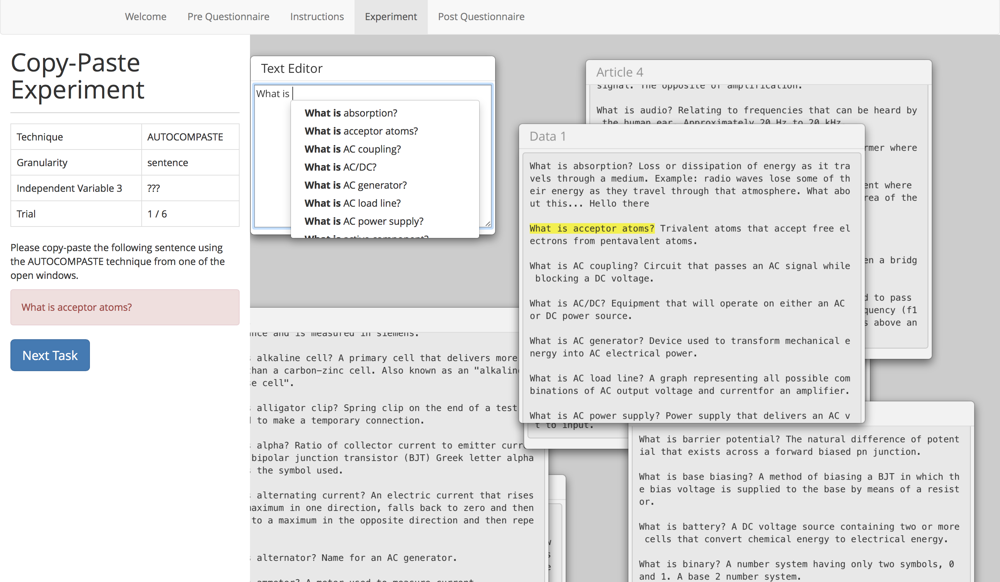 Welcome
Pre Questionnaire
Instructions
Experiment
Post Questionnaire
Copy-Paste
Experiment
Technique AUTOCOMPASTE
Granularity sentence
Independent Variable 3 ???
Trial 1 / 6
Please copy-paste the following sentence using
the AUTOCOMPASTE technique from one of the
open windows.
What is acceptor atoms?
Next Task
Text Editor
What is
What is absorption?
What is acceptor atoms?
What is AC coupling?
What is AC/DC?
What is AC generator?
What is AC load line?
What is AC power supply?
What is active component?
Article 4
signal. The opposite of amplification.
What is audio? Relating to frequencies that can be heard by
the human ear. Approximately 20 Hz to 20 kHz.
rmer where
ent where
rea of the
en a bridg
d to pass
quency (f1
s above an
Data 1
What is absorption? Loss or dissipation of energy as it tra
vels through a medium. Example: radio waves lose some of th
eir energy as they travel through that atmosphere. What abo
ut this... Hello there
What is acceptor atoms? Trivalent atoms that accept free el
ectrons from pentavalent atoms.
What is AC coupling? Circuit that passes an AC signal while
blocking a DC voltage.
What is AC/DC? Equipment that will operate on either an AC
or DC power source.
What is AC generator? Device used to transform mechanical e
nergy into AC electrical power.
What is AC load line? A graph representing all possible com
binations of AC output voltage and currentfor an amplifier.
What is AC power supply? Power supply that delivers an AC v
t to input.
nce and is measured in siemens.
s alkaline cell? A primary cell that delivers more
than a carbon-zinc cell. Also known as an "alkaline
se cell".
s alligator clip? Spring clip on the end of a test
d to make a temporary connection.
s alpha? Ratio of collector current to emitter curr
bipolar junction transistor (BJT) Greek letter alpha
s the symbol used.
s alternating current? An electric current that rises
maximum in one direction, falls back to zero and then
to a maximum in the opposite direction and then repe
s alternator? Name for an AC generator.
ammeter? A meter used to measure current.
w
s
e
What is barrier potential? The natural difference of potent
ial that exists across a forward biased pn junction.
What is base biasing? A method of biasing a BJT in which th
e bias voltage is supplied to the base by means of a resist
or.
What is battery? A DC voltage source containing two or more
cells that convert chemical energy to electrical energy.
What is binary? A number system having only two symbols, 0
and 1. A base 2 number system.